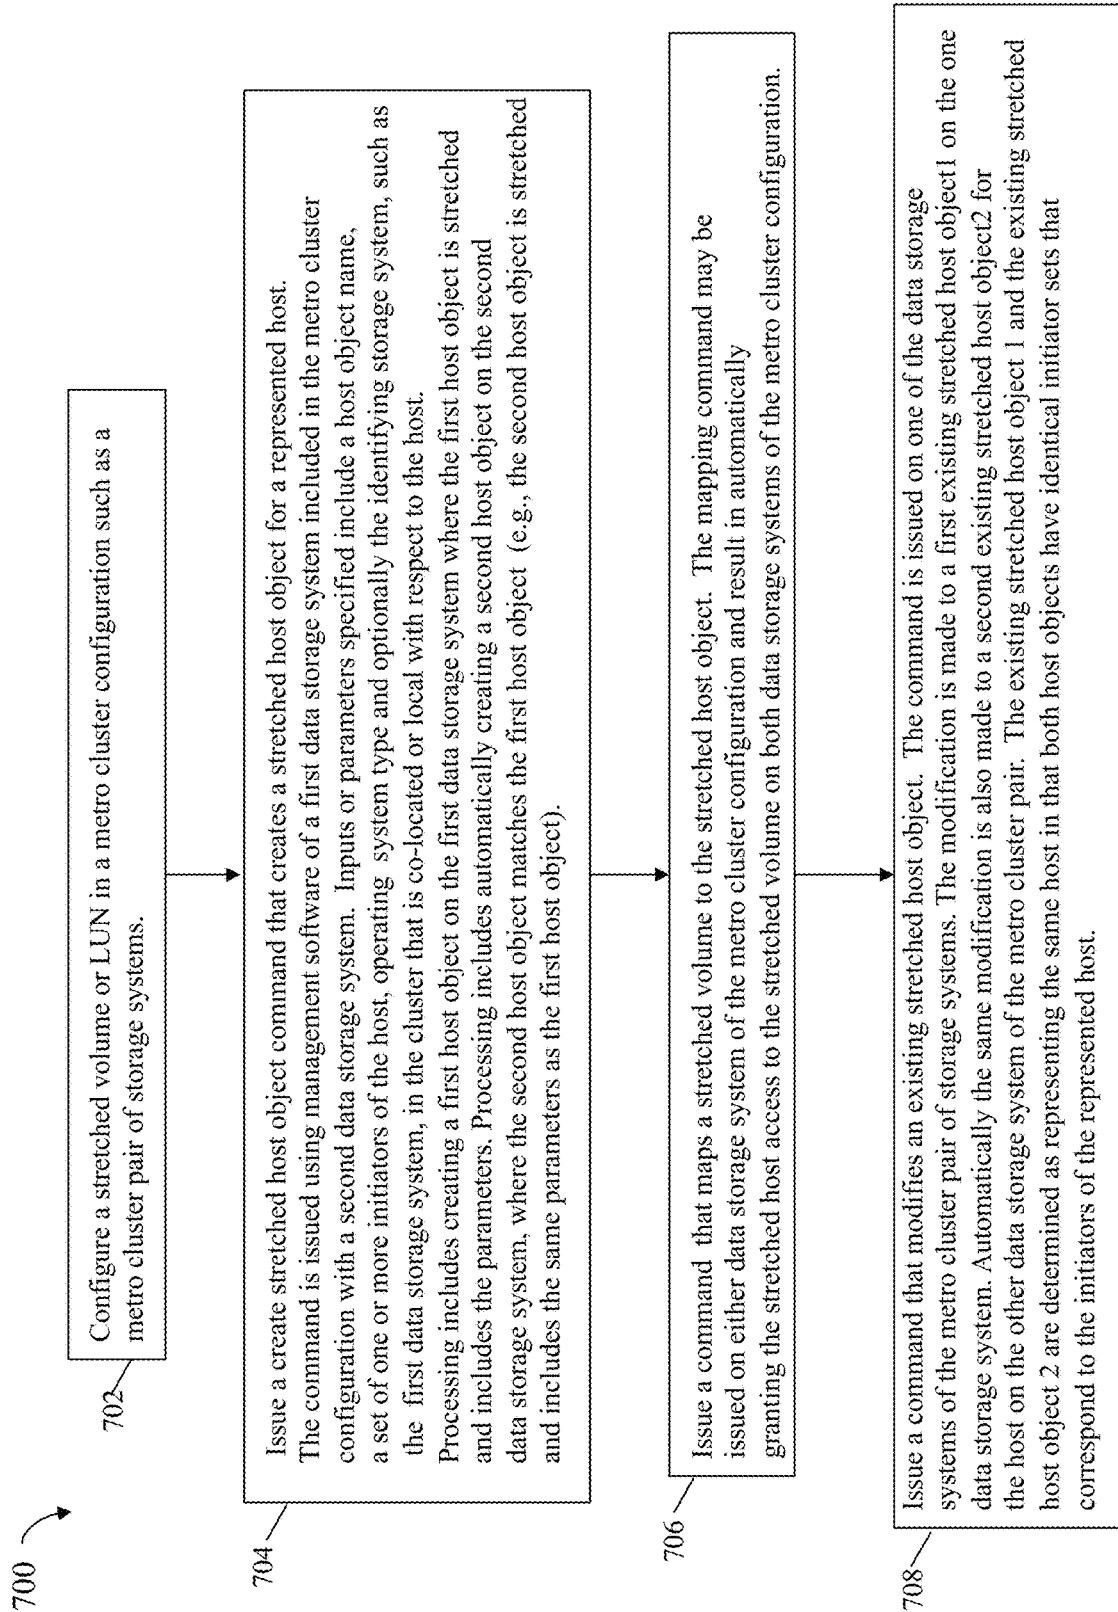 700
702
Configure a stretched volume or LUN in a metro cluster configuration such as a
metro cluster pair of storage systems.
704
Issue a create stretched host object command that creates a stretched host object for a represented host.
The command is issued using management software of a first data storage system included in the metro cluster
configuration with a second data storage system. Inputs or parameters specified include a host object name,
a set of one or more initiators of the host, operating system type and optionally the identifying storage system, such as
the first data storage system, in the cluster that is co-located or local with respect to the host.
Processing includes creating a first host object on the first data storage system where the first host object is stretched
and includes the parameters. Processing includes automatically creating a second host object on the second
data storage system, where the second host object matches the first host object (e.g., the second host object is stretched
and includes the same parameters as the first host object).
706
Issue a command that maps a stretched volume to the stretched host object. The mapping command may be
issued on either data storage system of the metro cluster configuration and result in automatically
granting the stretched host access to the stretched volume on both data storage systems of the metro cluster configuration.
708
Issue a command that modifies an existing stretched host object. The command is issued on one of the data storage
systems of the metro cluster pair of storage systems. The modification is made to a first existing stretched host object1 on the one
data storage system. Automatically the same modification is also made to a second existing stretched host object2 for
the host on the other data storage system of the metro cluster pair. The existing stretched host object 1 and the existing stretched
host object 2 are determined as representing the same host in that both host objects have identical initiator sets that
correspond to the initiators of the represented host.